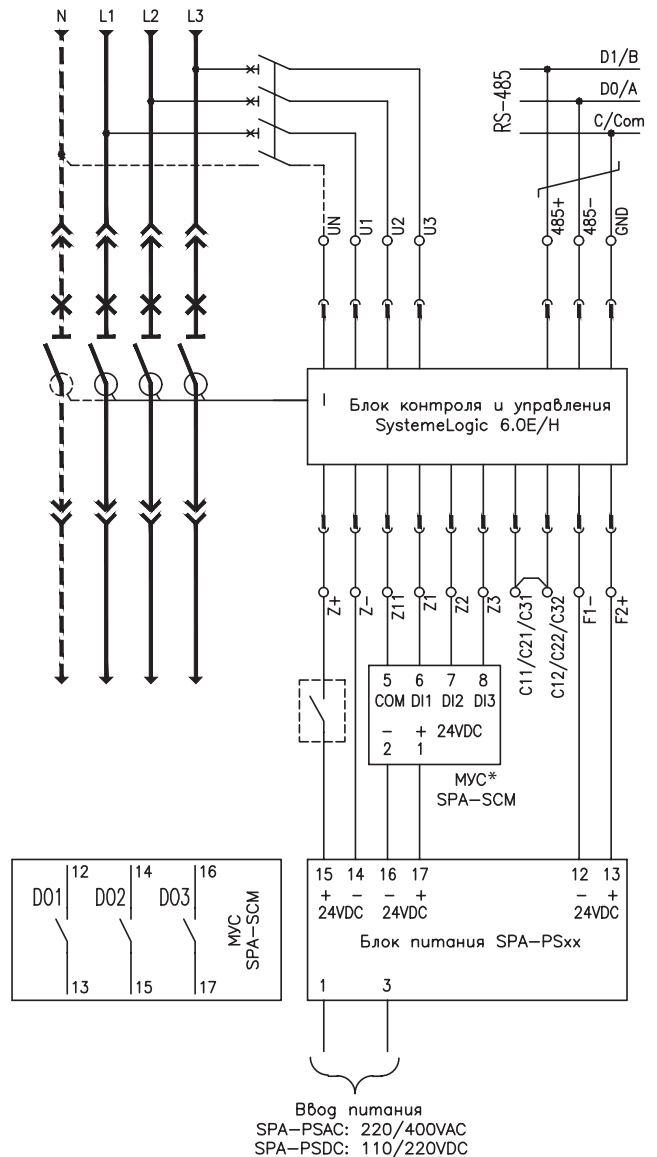 N L1 L2 L3
D1/B
D0/A
C/Com
RS-485
UN U1 U2 U3
485+ 485- GND
I
Блок контроля и управления
SystemeLogic 6.0E/H
Z+ Z- Z11 Z1 Z2 Z3 C11/C21/C31 C12/C22/C32 F1- F2+
5 6 7 8
COM DI1 DI2 DI3
- + 24VDC
2 1
МУС*
SPA-SCM
12 14 16
DO1 DO2 DO3
13 15 17
МУС
SPA-SCM
15 14 16 17 12 13
+ - - + - +
24VDC 24VDC 24VDC
Блок питания SPA-PSxx
1 3
Ввод питания
SPA-PSAC: 220/400VAC
SPA-PSDC: 110/220VDC